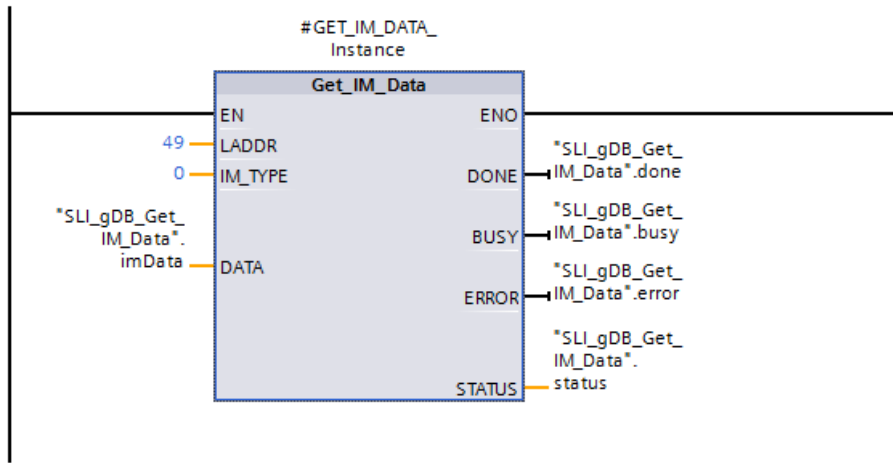 #GET_IM_DATA_
Instance
Get_IM_Data
EN
ENO
49
LADDR
0
IM_TYPE
"SLI_gDB_Get_
IM_Data".done
DONE
"SLI_gDB_Get_
IM_Data".
imData
DATA
"SLI_gDB_Get_
IM_Data".busy
BUSY
"SLI_gDB_Get_
IM_Data".error
ERROR
"SLI_gDB_Get_
IM_Data".
status
STATUS